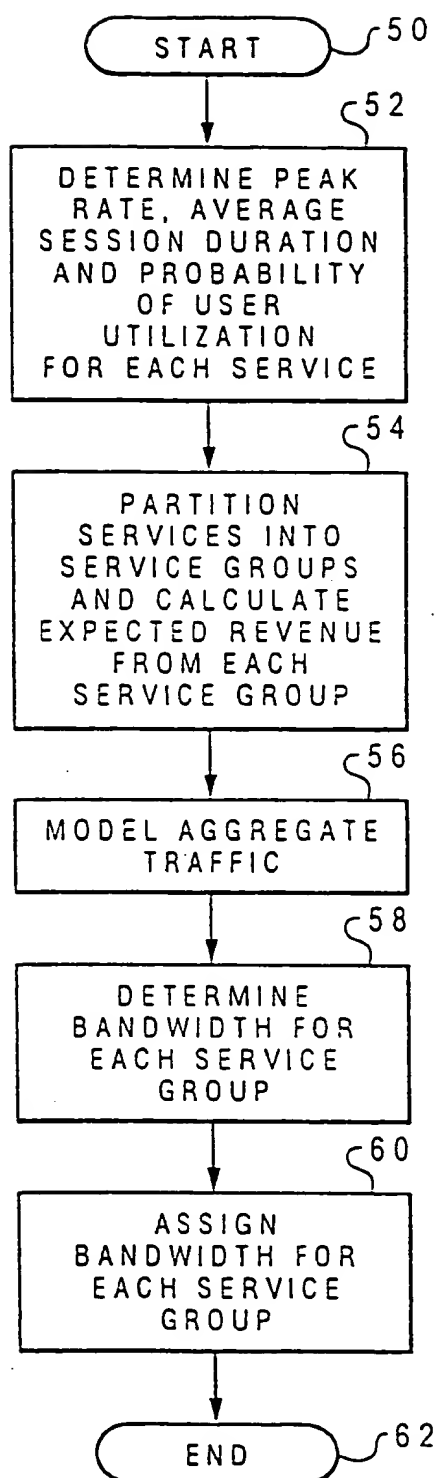 START
50
52
DETERMINE PEAK
RATE, AVERAGE
SESSION DURATION
AND PROBABILITY
OF USER
UTILIZATION
FOR EACH SERVICE
54
PARTITION
SERVICES INTO
SERVICE GROUPS
AND CALCULATE
EXPECTED REVENUE
FROM EACH
SERVICE GROUP
56
MODEL AGGREGATE
TRAFFIC
58
DETERMINE
BANDWIDTH FOR
EACH SERVICE
GROUP
60
ASSIGN
BANDWIDTH FOR
EACH SERVICE
GROUP
END
62